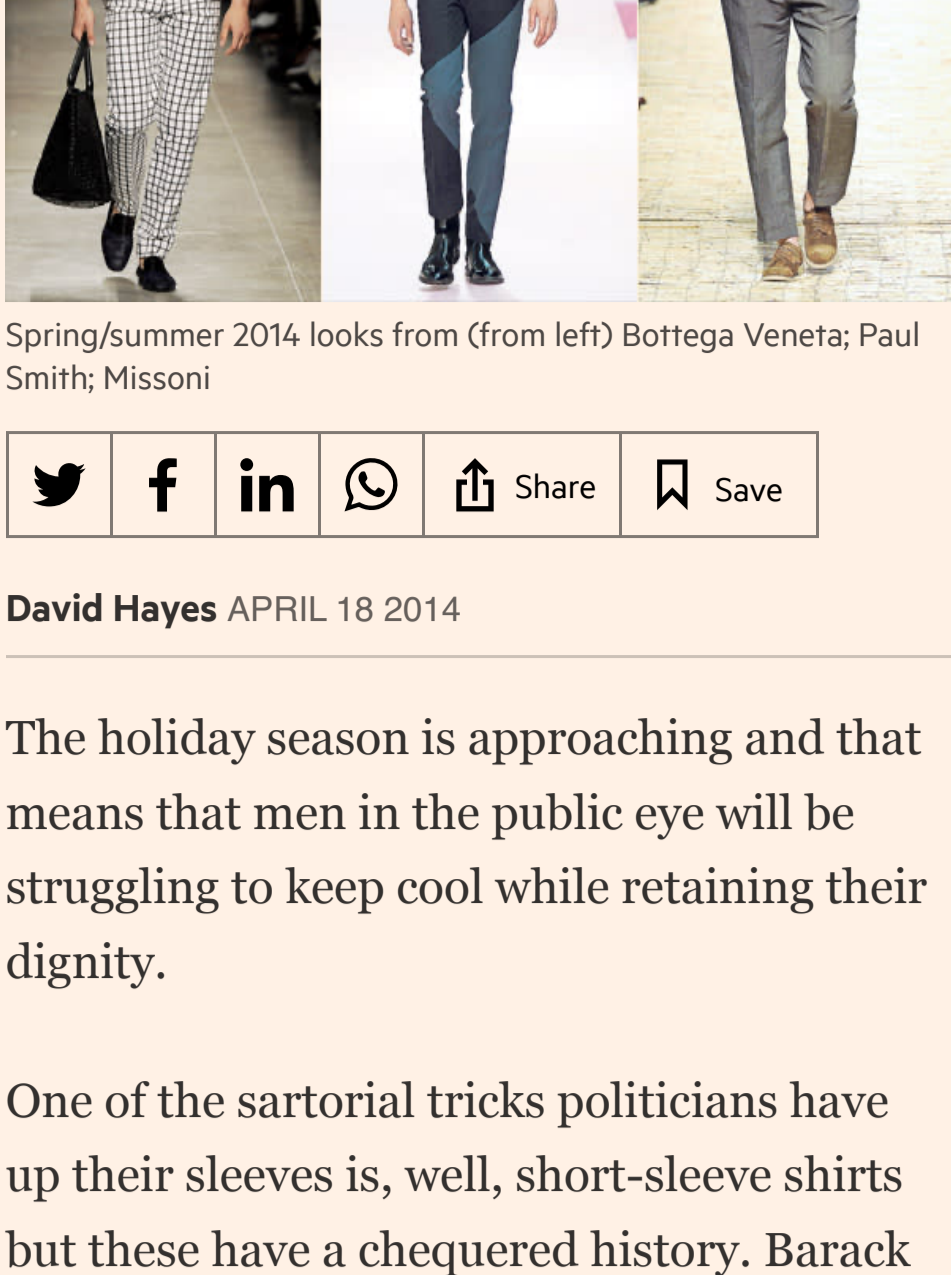 Spring/summer 2014 looks from (from left) Bottega Veneta; Paul
Smith; Missoni
Share Save
David Hayes APRIL 18 2014
The holiday season is approaching and that
means that men in the public eye will be
struggling to keep cool while retaining their
dignity.
One of the sartorial tricks politicians have
up their sleeves is, well, short-sleeve shirts
but these have a chequered history. Barack